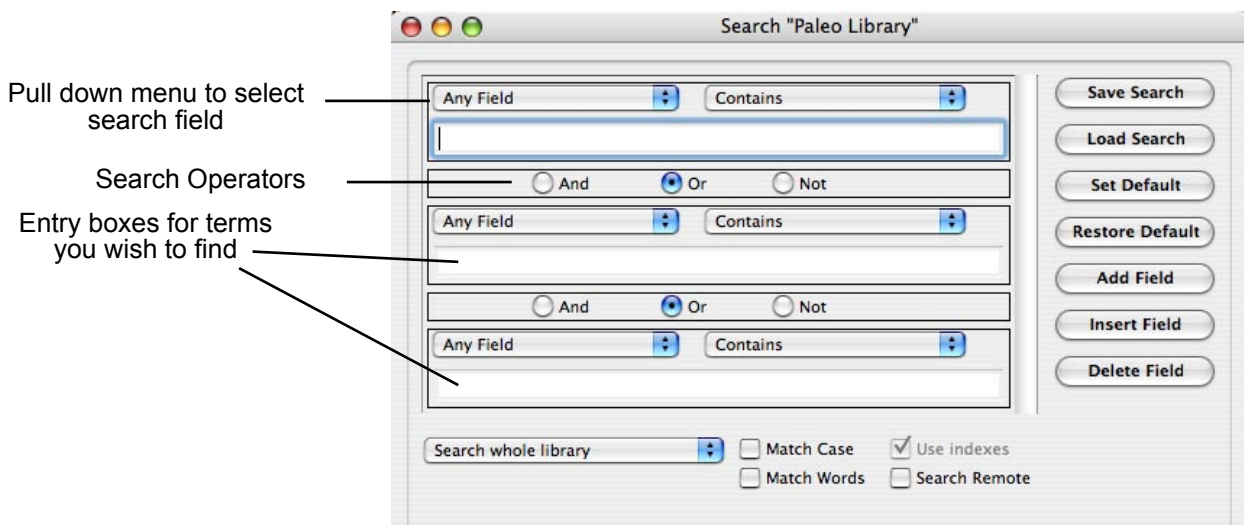 Search "Paleo Library"
Pull down menu to select
search field
Any Field Contains
Search Operators
And Or Not
Entry boxes for terms
you wish to find
Any Field Contains
And Or Not
Any Field Contains
Save Search
Load Search
Set Default
Restore Default
Add Field
Insert Field
Delete Field
Search whole library Match Case Use indexes
Match Words Search Remote